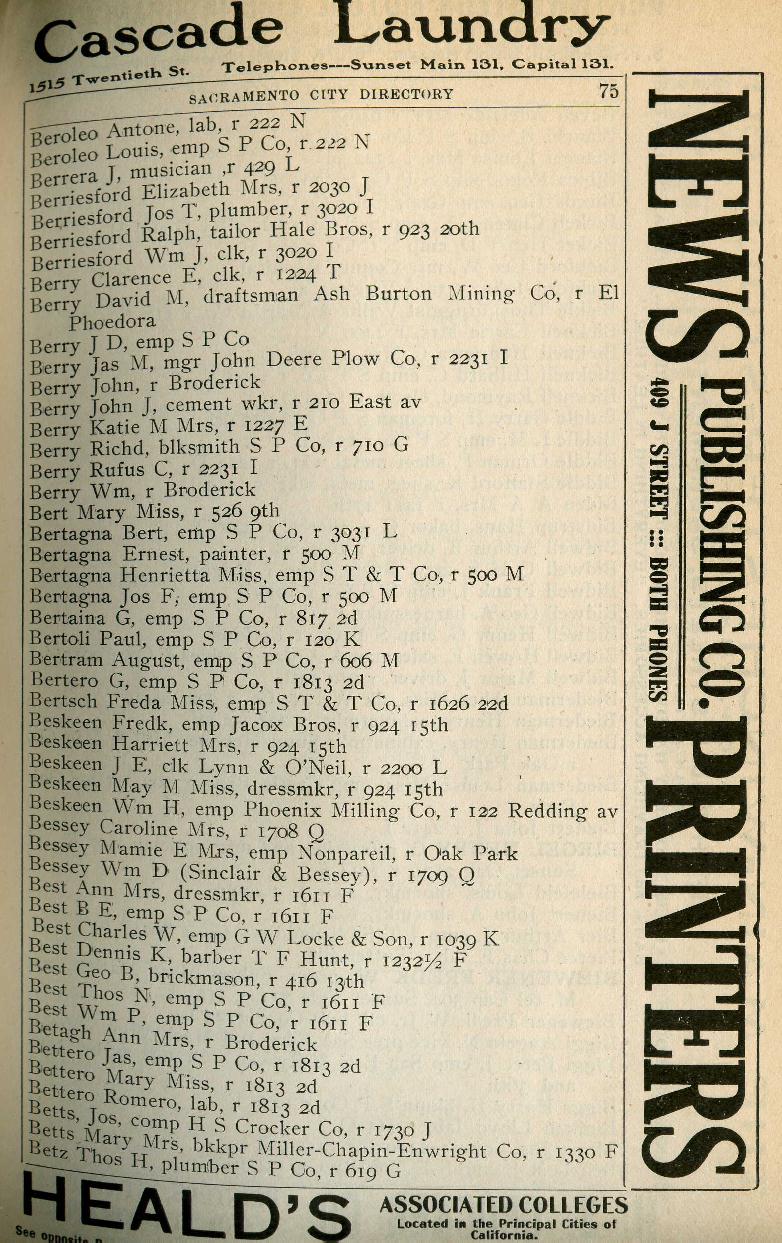 Cascade Laundry
1515 Twentieth St. Telephones---Sunset Main 131, Capital 131.
SACRAMENTO CITY DIRECTORY 75
Beroleo Antone, lab, r 222 N
Beroleo Louis, emp S P Co, r 222 N
Berrera J, musician ,r 429 L
Berriesford Elizabeth Mrs, r 2030 J
Berriesford Jos T, plumber, r 3020 I
Berriesford Ralph, tailor Hale Bros, r 923 20th
Berriesford Wm J, clk, r 3020 I
Berry Clarence E, clk, r 1224 T
Berry David M, draftsman Ash Burton Mining Co, r El
Phoedora
Berry J D, emp S P Co
Berry Jas M, mgr John Deere Plow Co, r 2231 I
Berry John, r Broderick
Berry John J, cement wkr, r 210 East av
Berry Katie M Mrs, r 1227 E
Berry Richd, blksmith S P Co, r 710 G
Berry Rufus C, r 2231 I
Berry Wm, r Broderick
Bert Mary Miss, r 526 9th
Bertagna Bert, emp S P Co, r 3031 L
Bertagna Ernest, painter, r 500 M
Bertagna Henrietta Miss, emp S T & T Co, r 500 M
Bertagna Jos F, emp S P Co, r 500 M
Bertaina G, emp S P Co, r 817 2d
Bertoli Paul, emp S P Co, r 120 K
Bertram August, emp S P Co, r 606 M
Bertero G, emp S P Co, r 1813 2d
Bertsch Freda Miss, emp S T & T Co, r 1626 22d
Beskeen Fredk, emp Jacox Bros, r 924 15th
Beskeen Harriett Mrs, r 924 15th
Beskeen J E, clk Lynn & O'Neil, r 2200 L
Beskeen May M Miss, dressmkr, r 924 15th
Beskeen Wm H, emp Phoenix Milling Co, r 122 Redding av
Bessey Caroline Mrs, r 1708 Q
Bessey Mamie E Mrs, emp Nonpareil, r Oak Park
Bessey Wm D (Sinclair & Bessey), r 1709 Q
Best Ann Mrs, dressmkr, r 1611 F
Best B E, emp S P Co, r 1611 F
Best Charles W, emp G W Locke & Son, r 1039 K
Best Dennis K, barber T F Hunt, r 1232½ F
Best Geo B, brickmason, r 416 13th
Best Thos N, emp S P Co, r 1611 F
Best Wm P, emp S P Co, r 1611 F
Betagh Ann Mrs, r Broderick
Bettero Jas, emp S P Co, r 1813 2d
Bettero Mary Miss, r 1813 2d
Bettero Romero, lab, r 1813 2d
Betts, Jos, comp H S Crocker Co, r 1730 J
Betts Mary Mrs, bkkpr Miller-Chapin-Enwright Co, r 1330 F
Betz Thos H, plumber S P Co, r 619 G
NEWS PUBLISHING CO. PRINTERS
409 J STREET ::: BOTH PHONES
HEALD'S
ASSOCIATED COLLEGES
Located in the Principal Cities of
California.
See opposite